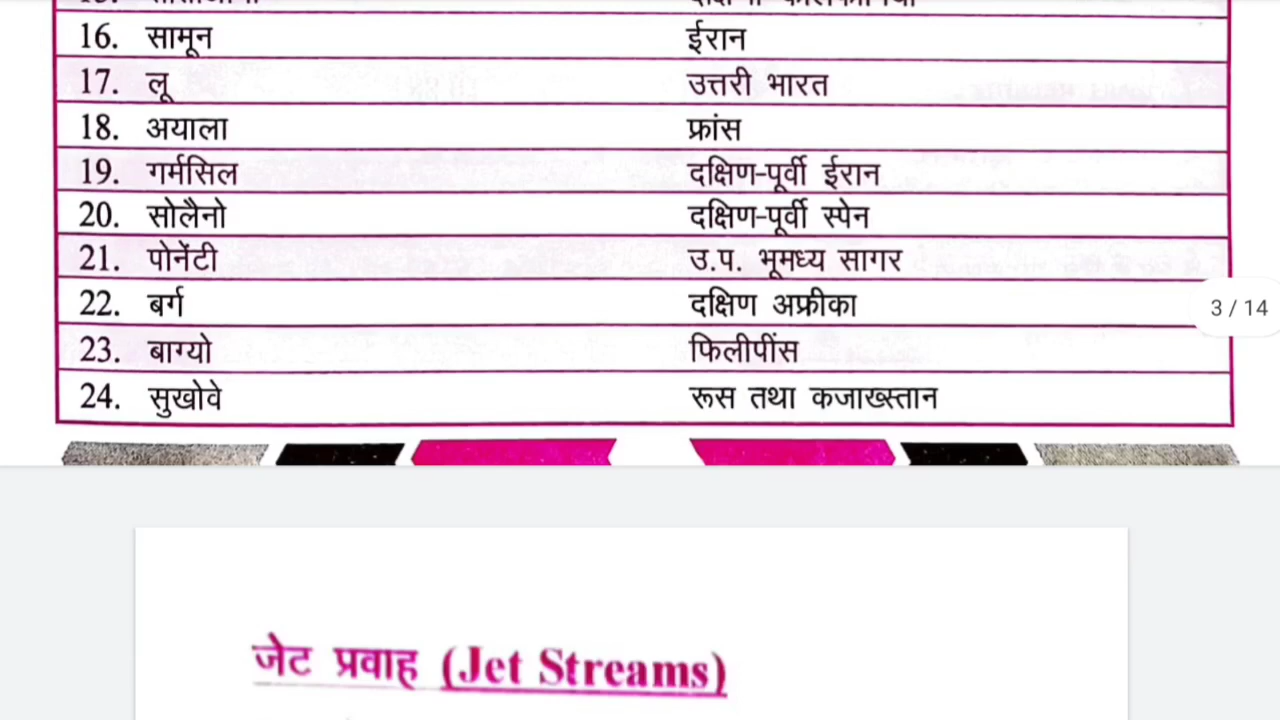 16. सामून ईरान
17. लू उत्तरी भारत
18. अयाला फ्रांस
19. गर्मसिल दक्षिण-पूर्वी ईरान
20. सोलैनो दक्षिण-पूर्वी स्पेन
21. पोनेंटी उ.प. भूमध्य सागर
22. बर्ग दक्षिण अफ्रीका
3 / 14
23. बाग्यो फिलीपींस
24. सुखोवे रूस तथा कजाख्स्तान
जेट प्रवाह (Jet Streams)